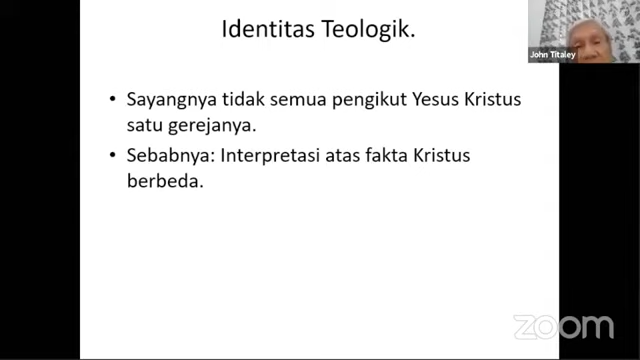 Identitas Teologik.
John Titaley
• Sayangnya tidak semua pengikut Yesus Kristus
satu gerejanya.
• Sebabnya: Interpretasi atas fakta Kristus
berbeda.
zoom